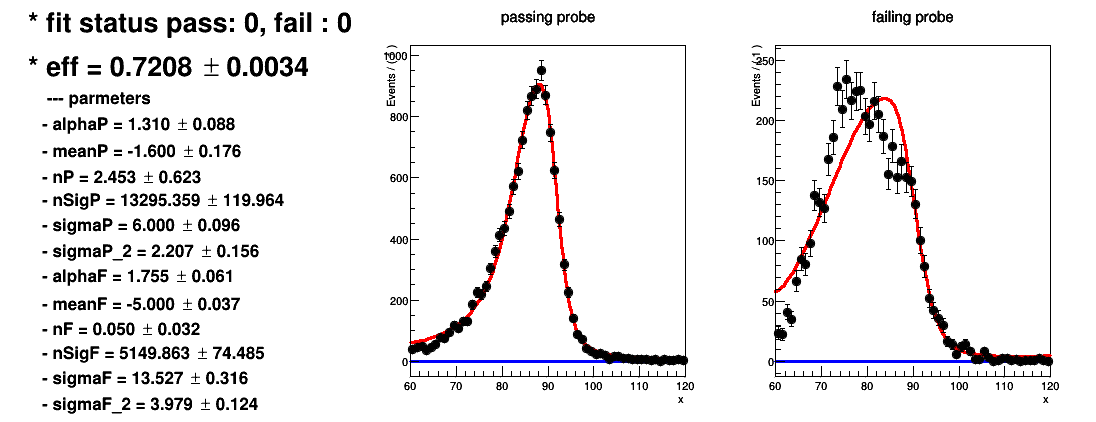 * fit status pass: 0, fail : 0
* eff = 0.7208 ± 0.0034
--- parmeters
- alphaP = 1.310 ± 0.088
- meanP = -1.600 ± 0.176
- nP = 2.453 ± 0.623
- nSigP = 13295.359 ± 119.964
- sigmaP = 6.000 ± 0.096
- sigmaP_2 = 2.207 ± 0.156
- alphaF = 1.755 ± 0.061
- meanF = -5.000 ± 0.037
- nF = 0.050 ± 0.032
- nSigF = 5149.863 ± 74.485
- sigmaF = 13.527 ± 0.316
- sigmaF_2 = 3.979 ± 0.124
passing probe
Events / ( 1 )
1000
800
600
400
200
0
60 70 80 90 100 110 120
x
failing probe
Events / ( 1 )
250
200
150
100
50
0
60 70 80 90 100 110 120
x